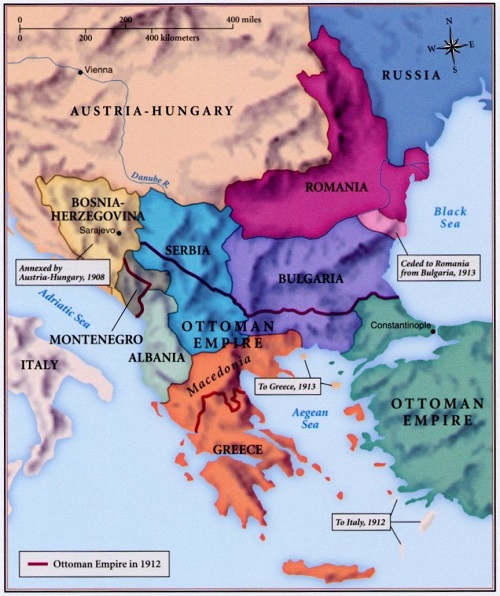 0 200 400 miles
0 200 400 kilometers
N
W E
S
Vienna
RUSSIA
AUSTRIA-HUNGARY
Danube R.
ROMANIA
BOSNIA-
HERZEGOVINA
Sarajevo
Black
Sea
SERBIA
Ceded to Romania
from Bulgaria, 1913
Annexed by
Austria-Hungary, 1908
BULGARIA
Adriatic Sea
Constantinople
OTTOMAN
EMPIRE
MONTENEGRO
ALBANIA
ITALY
Macedonia
To Greece, 1913
OTTOMAN
EMPIRE
Aegean
Sea
GREECE
To Italy, 1912
Ottoman Empire in 1912